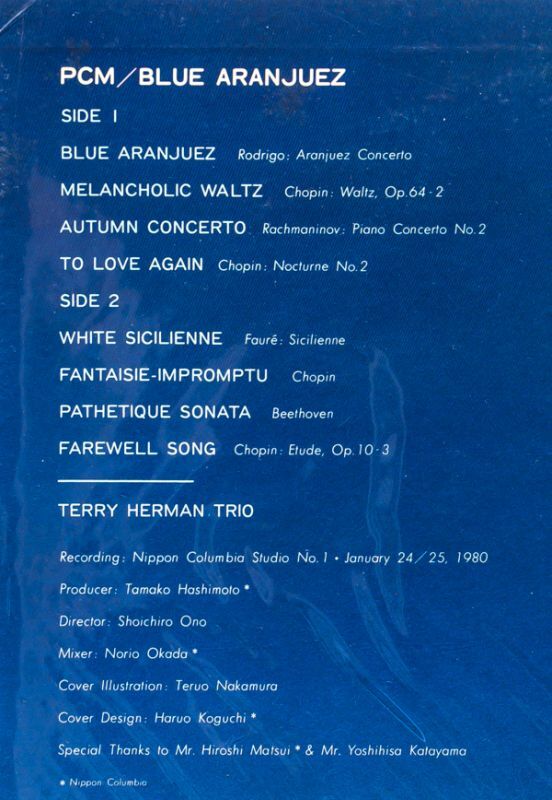 PCM/BLUE ARANJUEZ
SIDE 1
BLUE ARANJUEZ Rodrigo: Aranjuez Concerto
MELANCHOLIC WALTZ Chopin: Waltz, Op.64-2
AUTUMN CONCERTO Rachmaninov: Piano Concerto No.2
TO LOVE AGAIN Chopin: Nocturne No.2
SIDE 2
WHITE SICILIENNE Fauré: Sicilienne
FANTAISIE-IMPROMPTU Chopin
PATHETIQUE SONATA Beethoven
FAREWELL SONG Chopin: Etude, Op.10-3
TERRY HERMAN TRIO
Recording: Nippon Columbia Studio No.1 • January 24/25, 1980
Producer: Tamako Hashimoto*
Director: Shoichiro Ono
Mixer: Norio Okada*
Cover Illustration: Teruo Nakamura
Cover Design: Haruo Koguchi*
Special Thanks to Mr. Hiroshi Matsui* & Mr. Yoshihisa Katayama
* Nippon Columbia